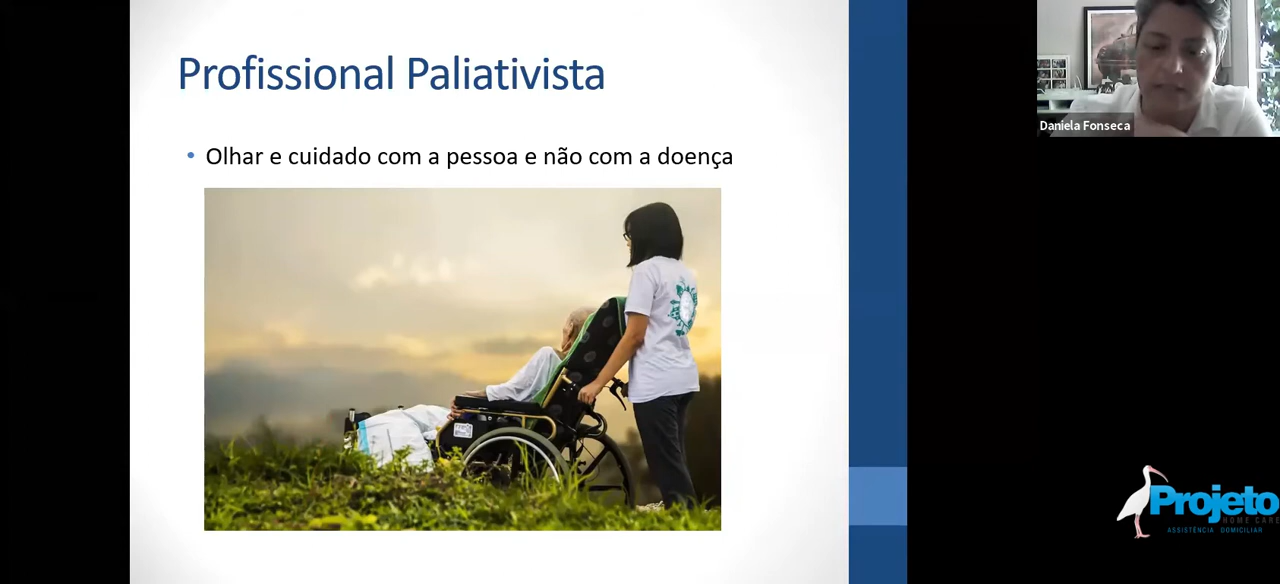 Profissional Paliativista
• Olhar e cuidado com a pessoa e não com a doença
Daniela Fonseca
Projeto
HOME CARE
ASSISTÊNCIA DOMICILIAR